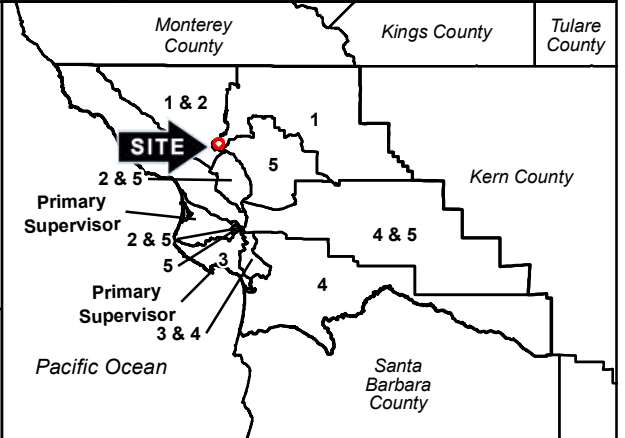 Monterey
County
Kings County
Tulare
County
1 & 2
1
SITE
5
2 & 5
Kern County
Primary
Supervisor
2 & 5
4 & 5
5
3
4
Primary
Supervisor
3 & 4
Pacific Ocean
Santa
Barbara
County